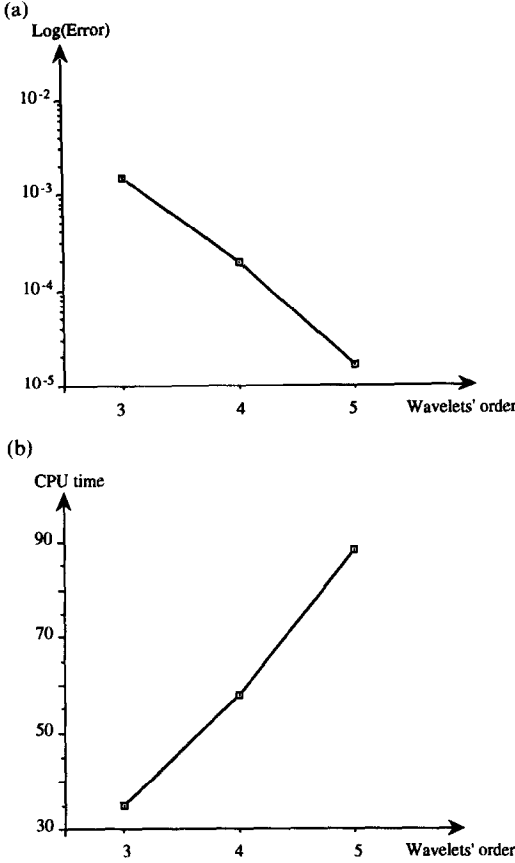 (a)
Log(Error)
10-2
10-3
10-4
10-5
3 4 5 Wavelets' order
(b)
CPU time
90
70
50
30
3 4 5 Wavelets' order